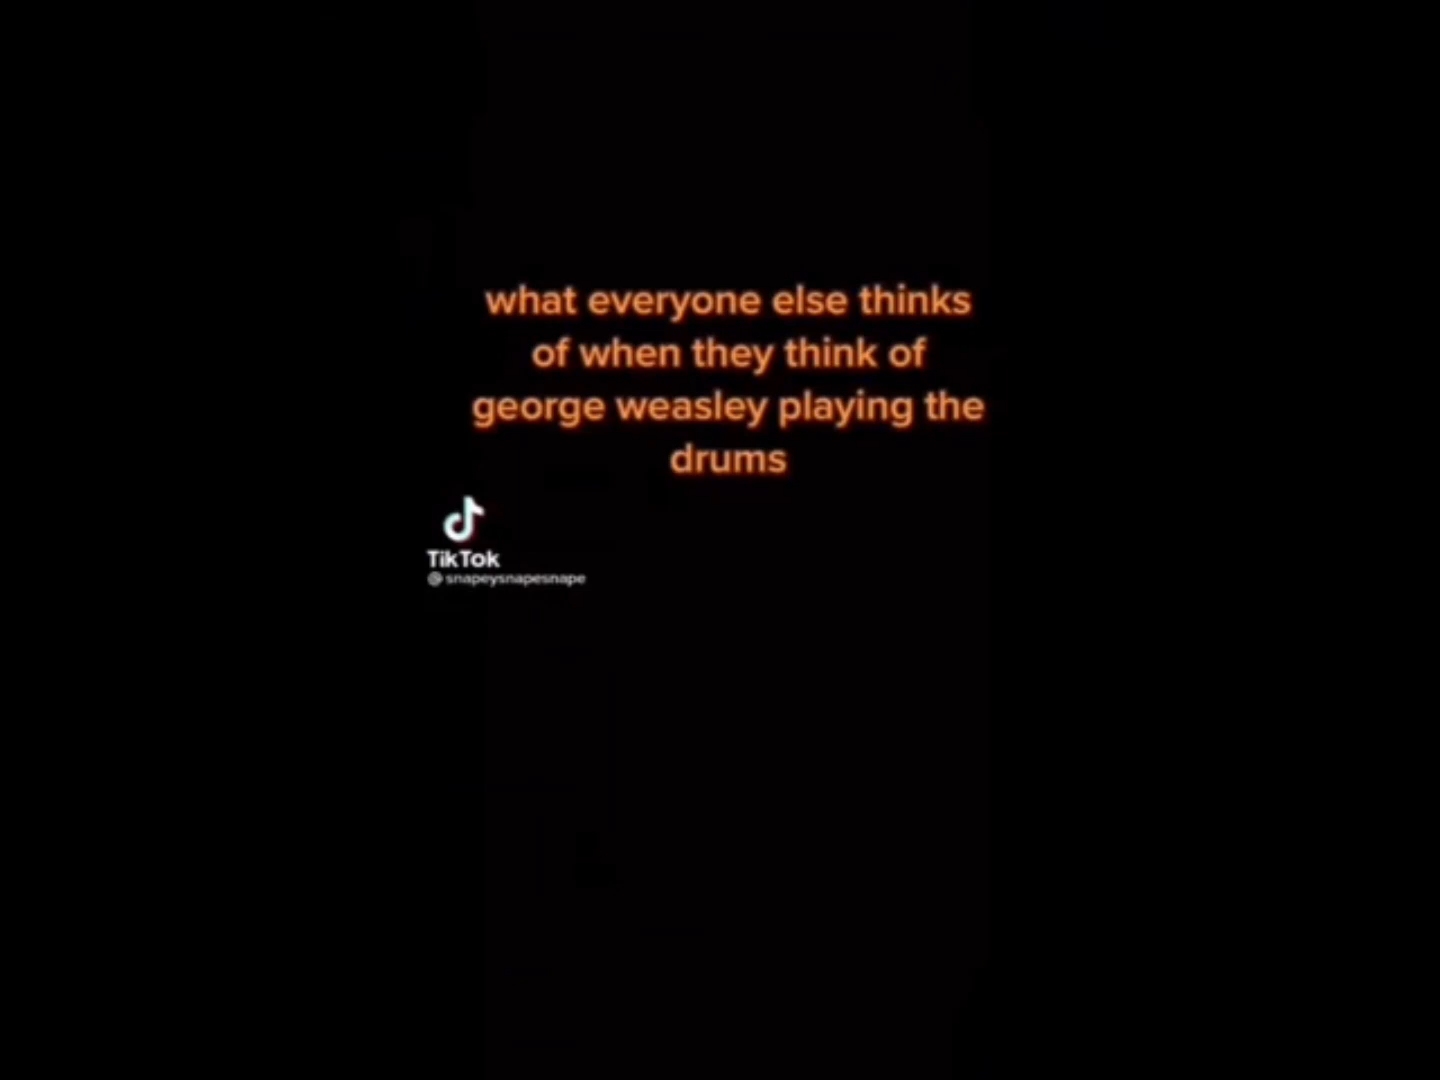 what everyone else thinks
of when they think of
george weasley playing the
drums
TikTok
@snapeysnapesnape